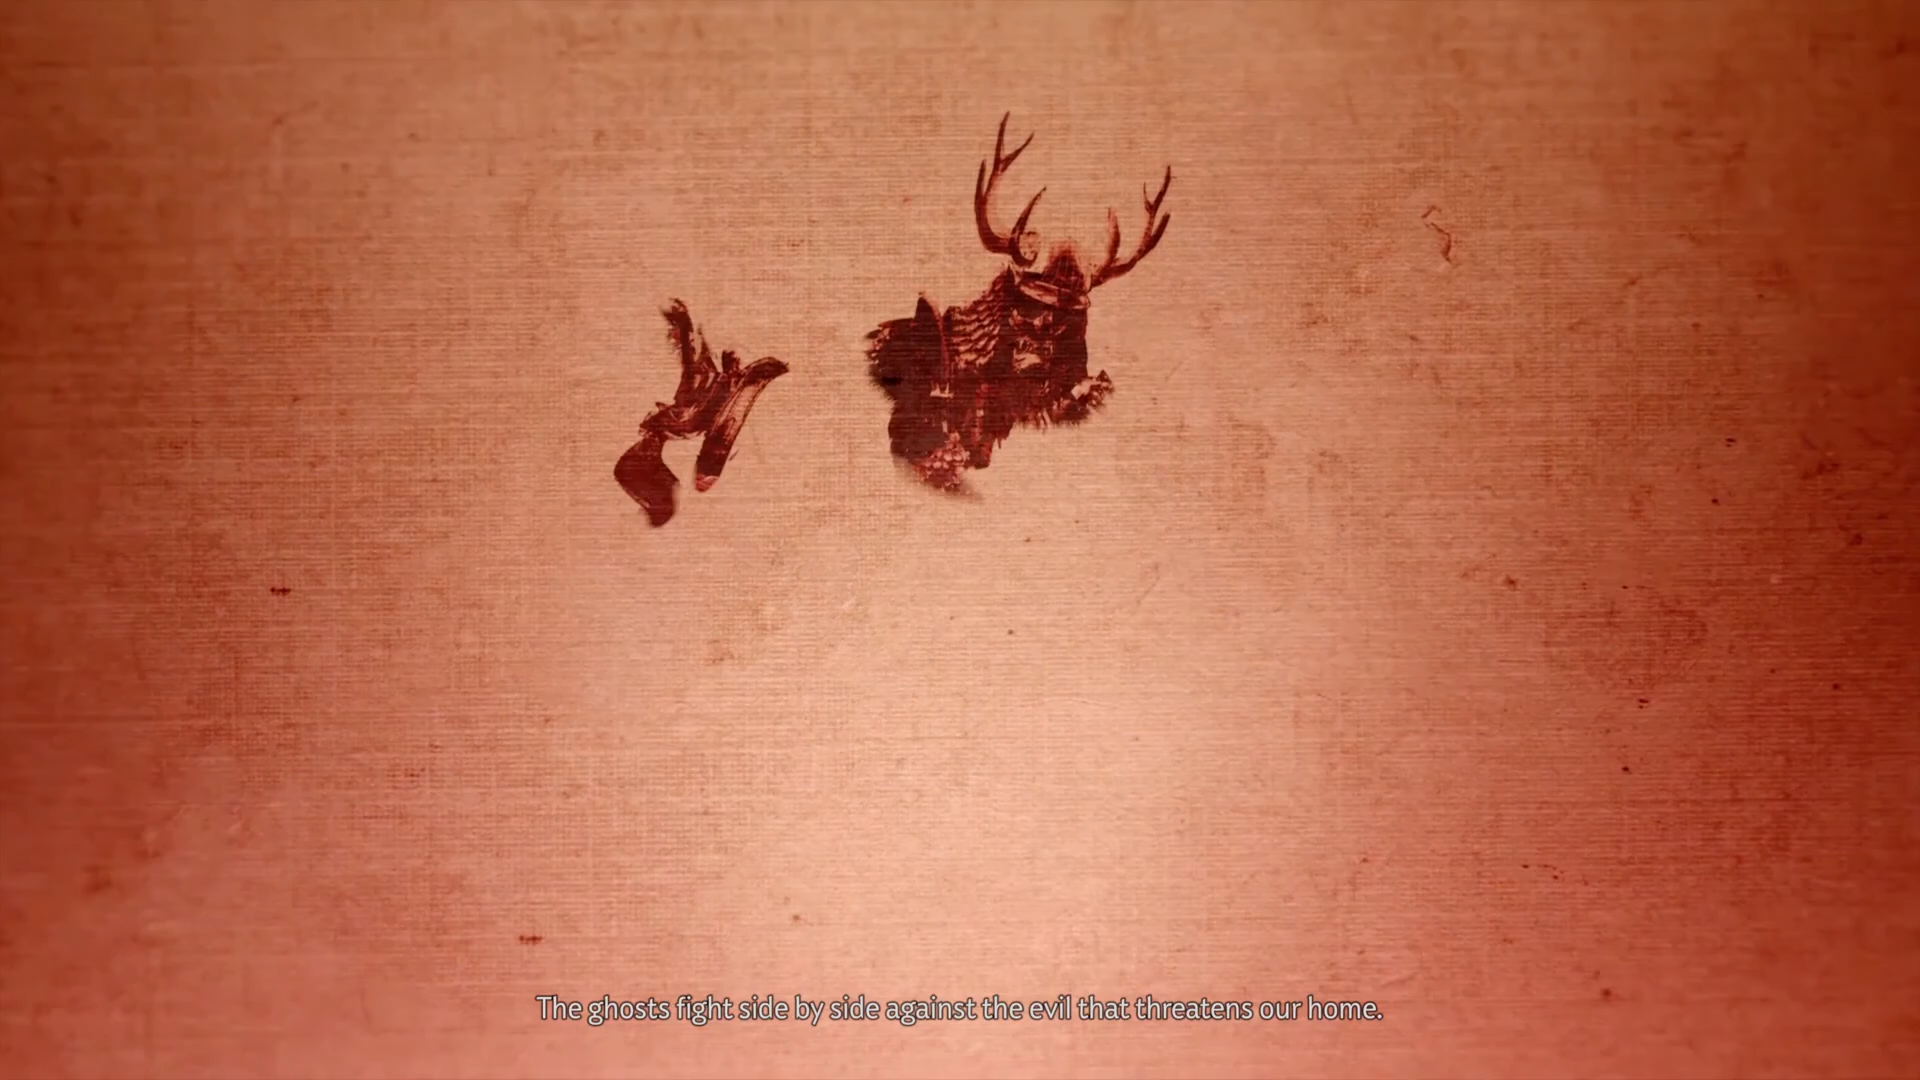 The ghosts fight side by side against the evil that threatens our home.